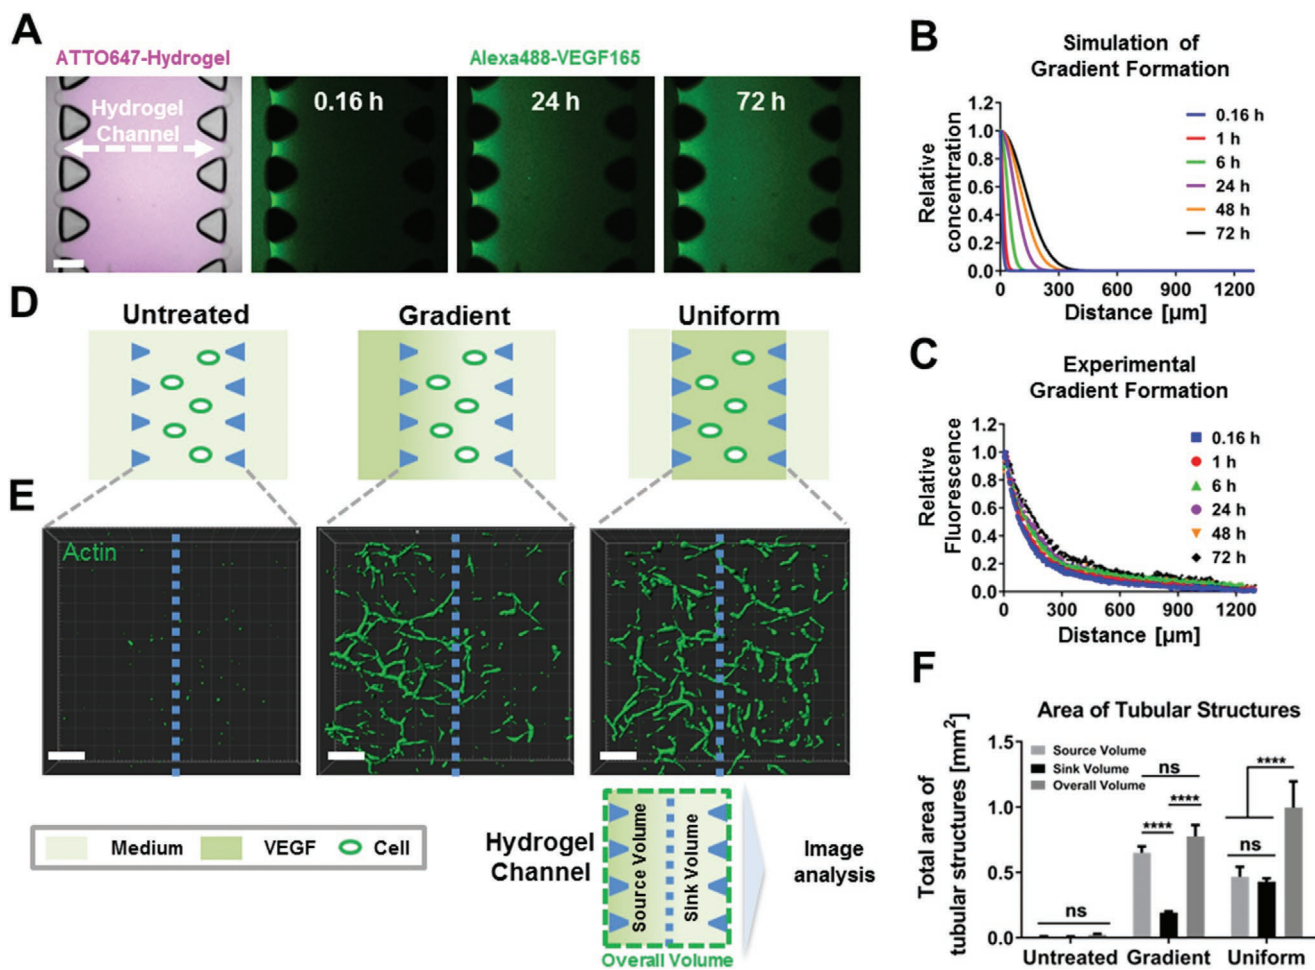 A
ATTO647-Hydrogel
Alexa488-VEGF165
Hydrogel
Channel
0.16 h
24 h
72 h
B
Simulation of
Gradient Formation
Relative
concentration
1.2
1.0
0.8
0.6
0.4
0.2
0.0
0
300
600
900
1200
Distance [µm]
0.16 h
1 h
6 h
24 h
48 h
72 h
C
Experimental
Gradient Formation
Relative
Fluorescence
1.2
1.0
0.8
0.6
0.4
0.2
0.0
0
300
600
900
1200
Distance [µm]
0.16 h
1 h
6 h
24 h
48 h
72 h
D
Untreated
Gradient
Uniform
E
Actin
Medium
VEGF
Cell
Hydrogel
Channel
Source Volume
Sink Volume
Overall Volume
Image
analysis
F
Area of Tubular Structures
Total area of
tubular structures [mm²]
1.5
1.0
0.5
0.0
Source Volume
Sink Volume
Overall Volume
ns
ns
****
****
ns
****
Untreated
Gradient
Uniform